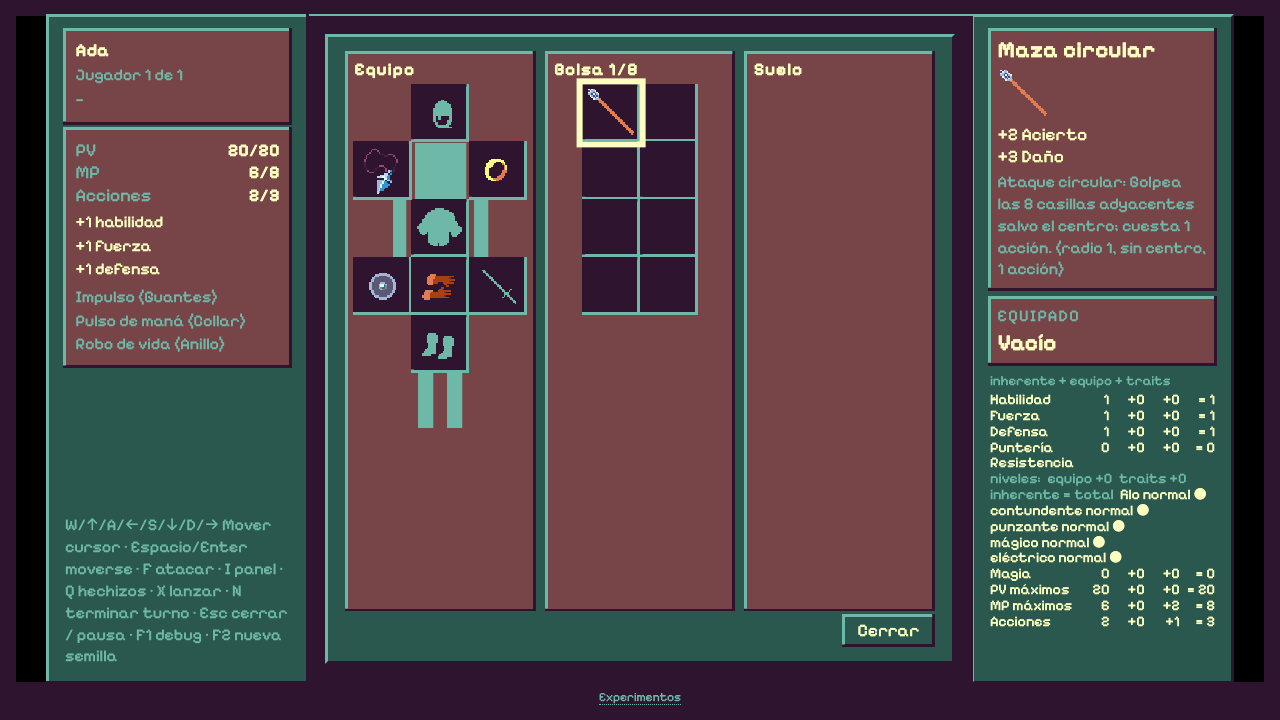 Ada
Jugador 1 de 1
–
PV 80/80
MP 6/8
Acciones 2/3
+1 habilidad
+1 fuerza
+1 defensa
Impulso (Guantes)
Pulso de maná (Collar)
Robo de vida (Anillo)
W/↑/A/←/S/↓/D/→ Mover
cursor · Espacio/Enter
moverse · F atacar · I panel ·
Q hechizos · X lanzar · N
terminar turno · Esc cerrar
/ pausa · F1 debug · F2 nueva
semilla
Equipo
Bolsa 1/8
Suelo
Cerrar
Maza circular
+2 Acierto
+3 Daño
Ataque circular: Golpea
las 8 casillas adyacentes
salvo el centro; cuesta 1
acción. (radio 1, sin centro,
1 acción)
EQUIPADO
Vacío
inherente + equipo + traits
Habilidad 1 +0 +0 = 1
Fuerza 1 +0 +0 = 1
Defensa 1 +0 +0 = 1
Puntería 0 +0 +0 = 0
Resistencia
niveles: equipo +0 traits +0
inherente = total filo normal
contundente normal
punzante normal
mágico normal
eléctrico normal
Magia 0 +0 +0 = 0
PV máximos 20 +0 +0 = 20
MP máximos 6 +0 +2 = 8
Acciones 2 +0 +1 = 3
Experimentos